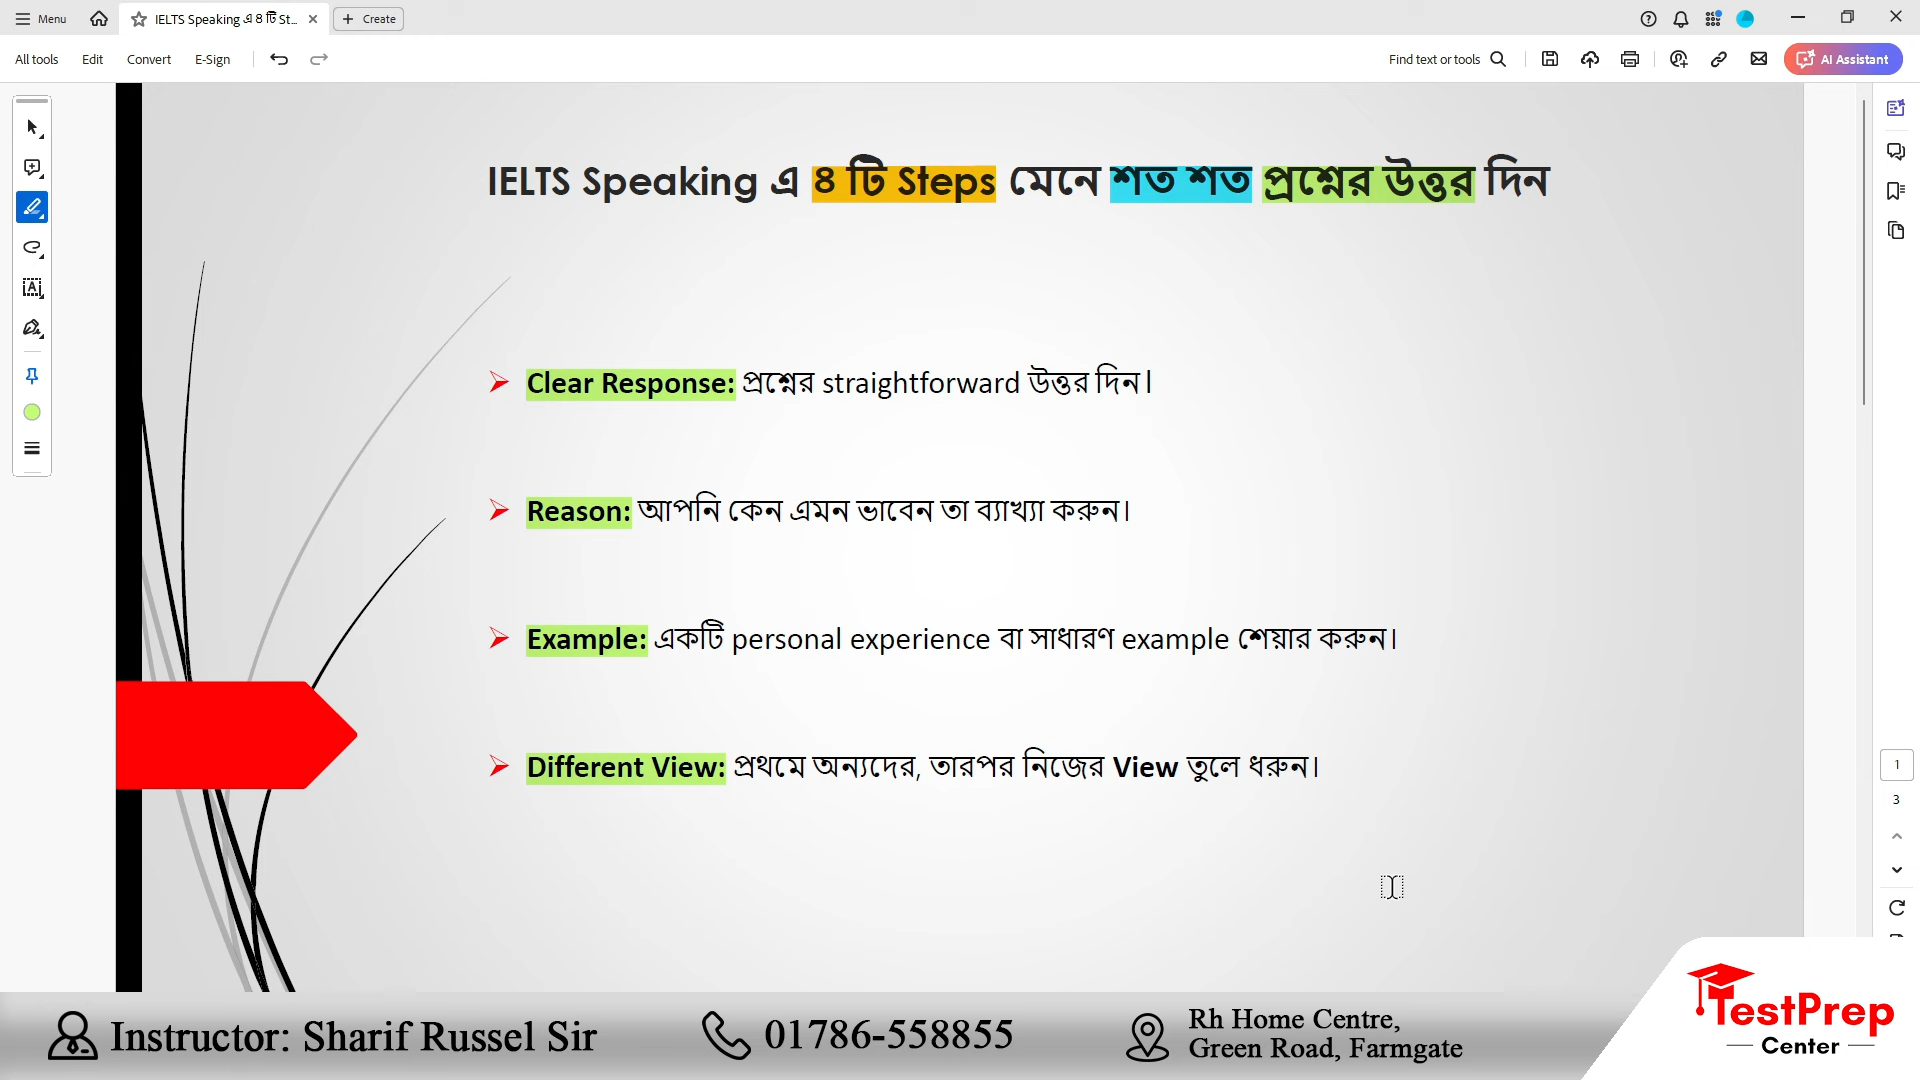 Menu
IELTS Speaking এ ৪ টি St...
Create
All tools
Edit
Convert
E-Sign
Find text or tools
AI Assistant
IELTS Speaking এ ৪ টি Steps মেনে শত শত প্রশ্নের উত্তর দিন
Clear Response: প্রশ্নের straightforward উত্তর দিন।
Reason: আপনি কেন এমন ভাবেন তা ব্যাখ্যা করুন।
Example: একটি personal experience বা সাধারণ example শেয়ার করুন।
Different View: প্রথমে অন্যদের, তারপর নিজের View তুলে ধরুন।
1
3
Instructor: Sharif Russel Sir
01786-558855
Rh Home Centre,
Green Road, Farmgate
TestPrep
Center